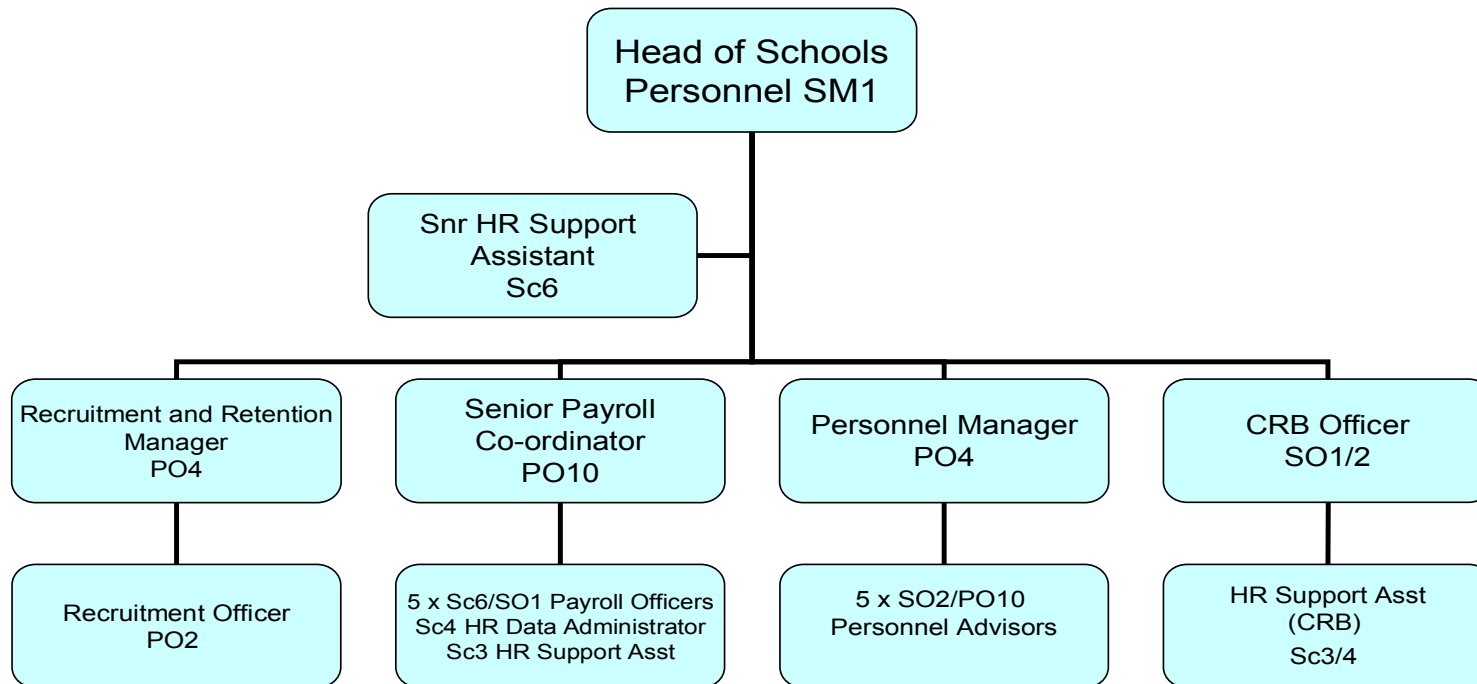 Head of Schools
Personnel SM1
Snr HR Support
Assistant
Sc6
Recruitment and Retention
Manager
PO4
Senior Payroll
Co-ordinator
PO10
Personnel Manager
PO4
CRB Officer
SO1/2
Recruitment Officer
PO2
5 x Sc6/SO1 Payroll Officers
Sc4 HR Data Administrator
Sc3 HR Support Asst
5 x SO2/PO10
Personnel Advisors
HR Support Asst
(CRB)
Sc3/4